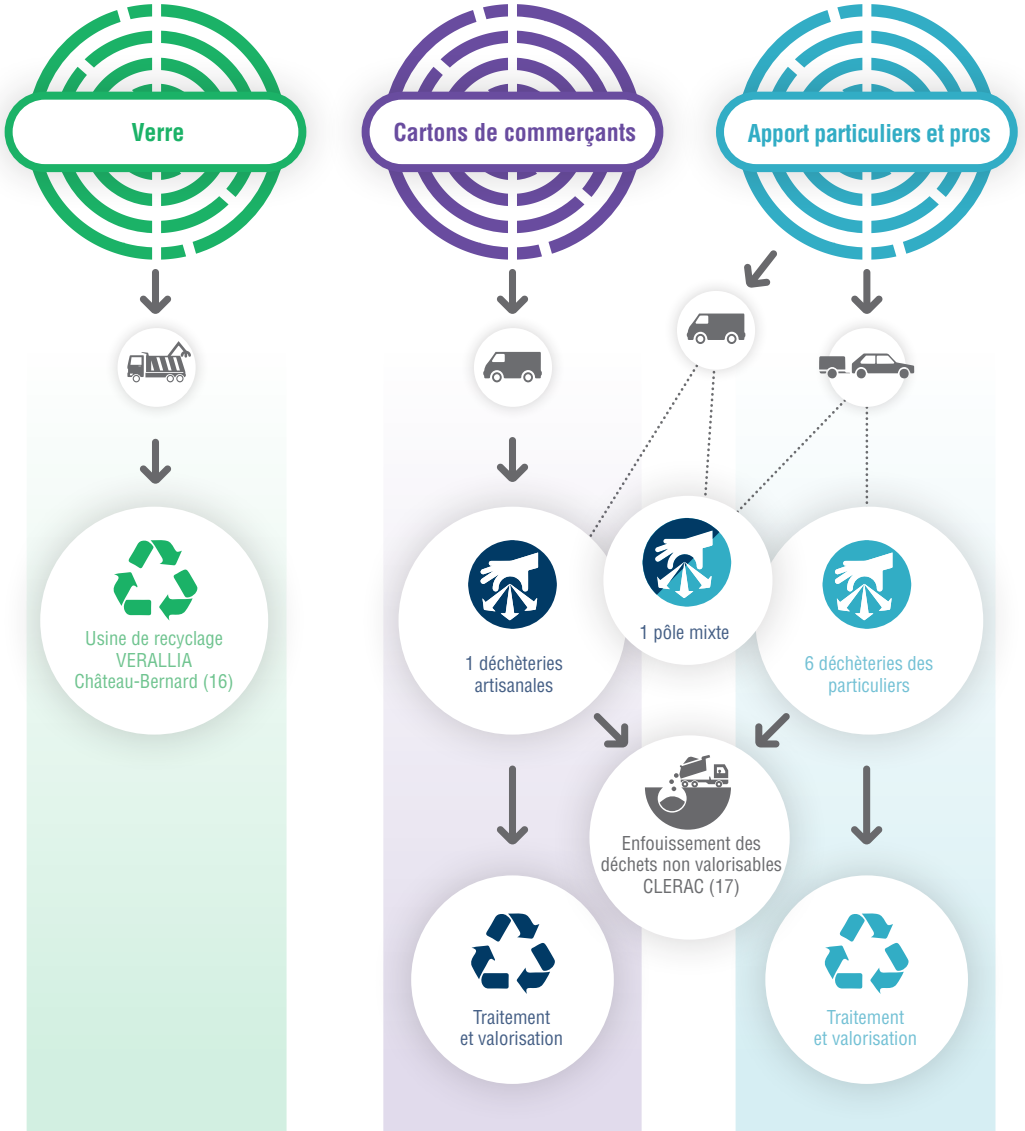 Verre
Cartons de commerçants
Apport particuliers et pros
Usine de recyclage
VERALLIA
Château-Bernard (16)
1 déchèteries
artisanales
1 pôle mixte
6 déchèteries des
particuliers
Enfouissement des
déchets non valorisables
CLERAC (17)
Traitement
et valorisation
Traitement
et valorisation